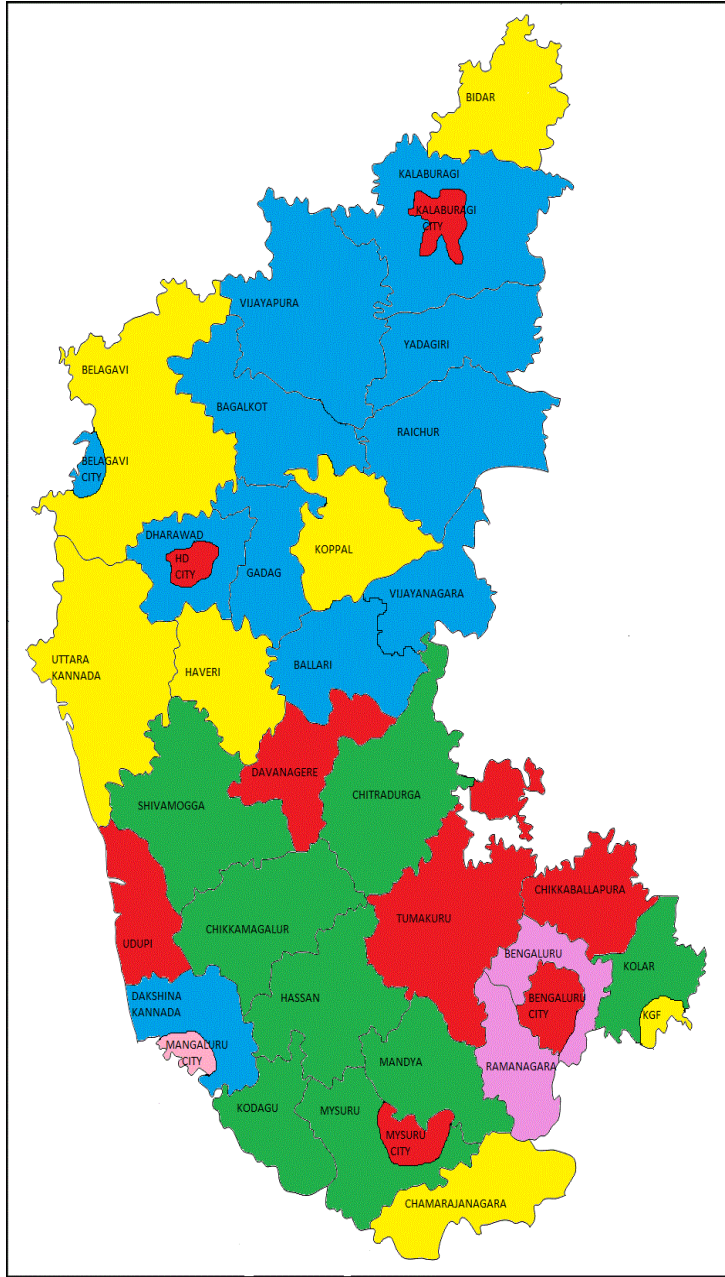 BIDAR
KALABURAGI
KALABURAGI
CITY
VIJAYAPURA
YADAGIRI
BELAGAVI
BAGALKOT
RAICHUR
BELAGAVI
CITY
DHARAWAD
HD
CITY
KOPPAL
GADAG
VIJAYANAGARA
UTTARA
KANNADA
HAVERI
BALLARI
DAVANAGERE
CHITRADURGA
SHIVAMOGGA
CHIKKABALLAPURA
TUMAKURU
CHIKKAMAGALUR
UDUPI
BENGALURU
KOLAR
DAKSHINA
KANNADA
HASSAN
BENGALURU
CITY
KGF
MANGALURU
CITY
MANDYA
RAMANAGARA
KODAGU
MYSURU
MYSURU
CITY
CHAMARAJANAGARA